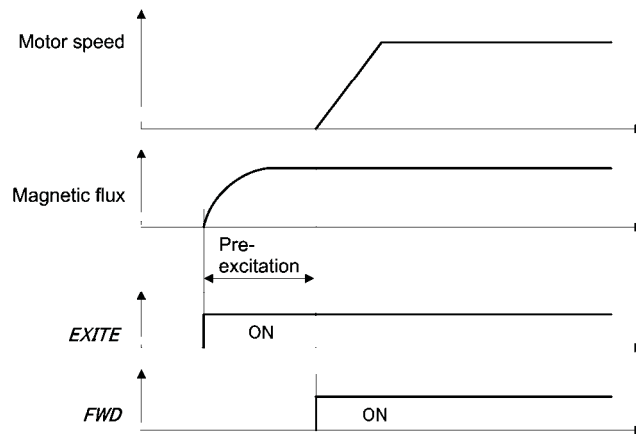 Motor speed
Magnetic flux
Pre-
excitation
EXITE
ON
FWD
ON